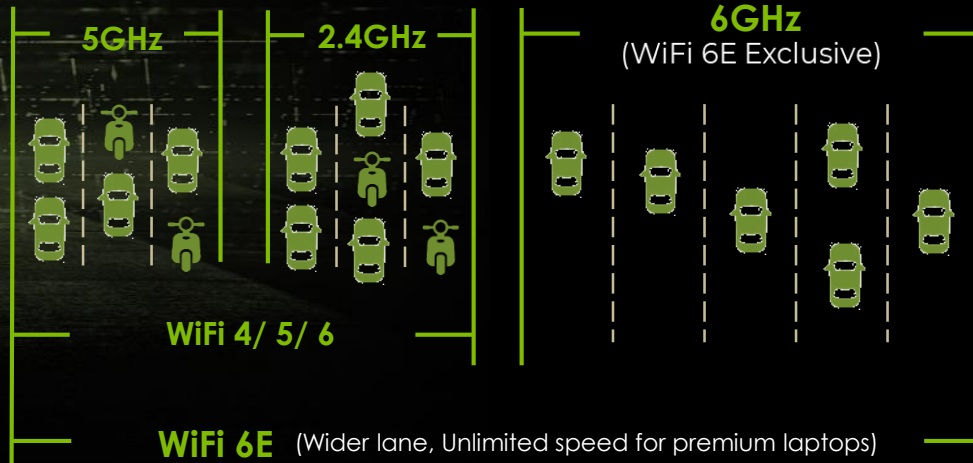 5GHz
2.4GHz
6GHz
(WiFi 6E Exclusive)
WiFi 4/ 5/ 6
WiFi 6E (Wider lane, Unlimited speed for premium laptops)